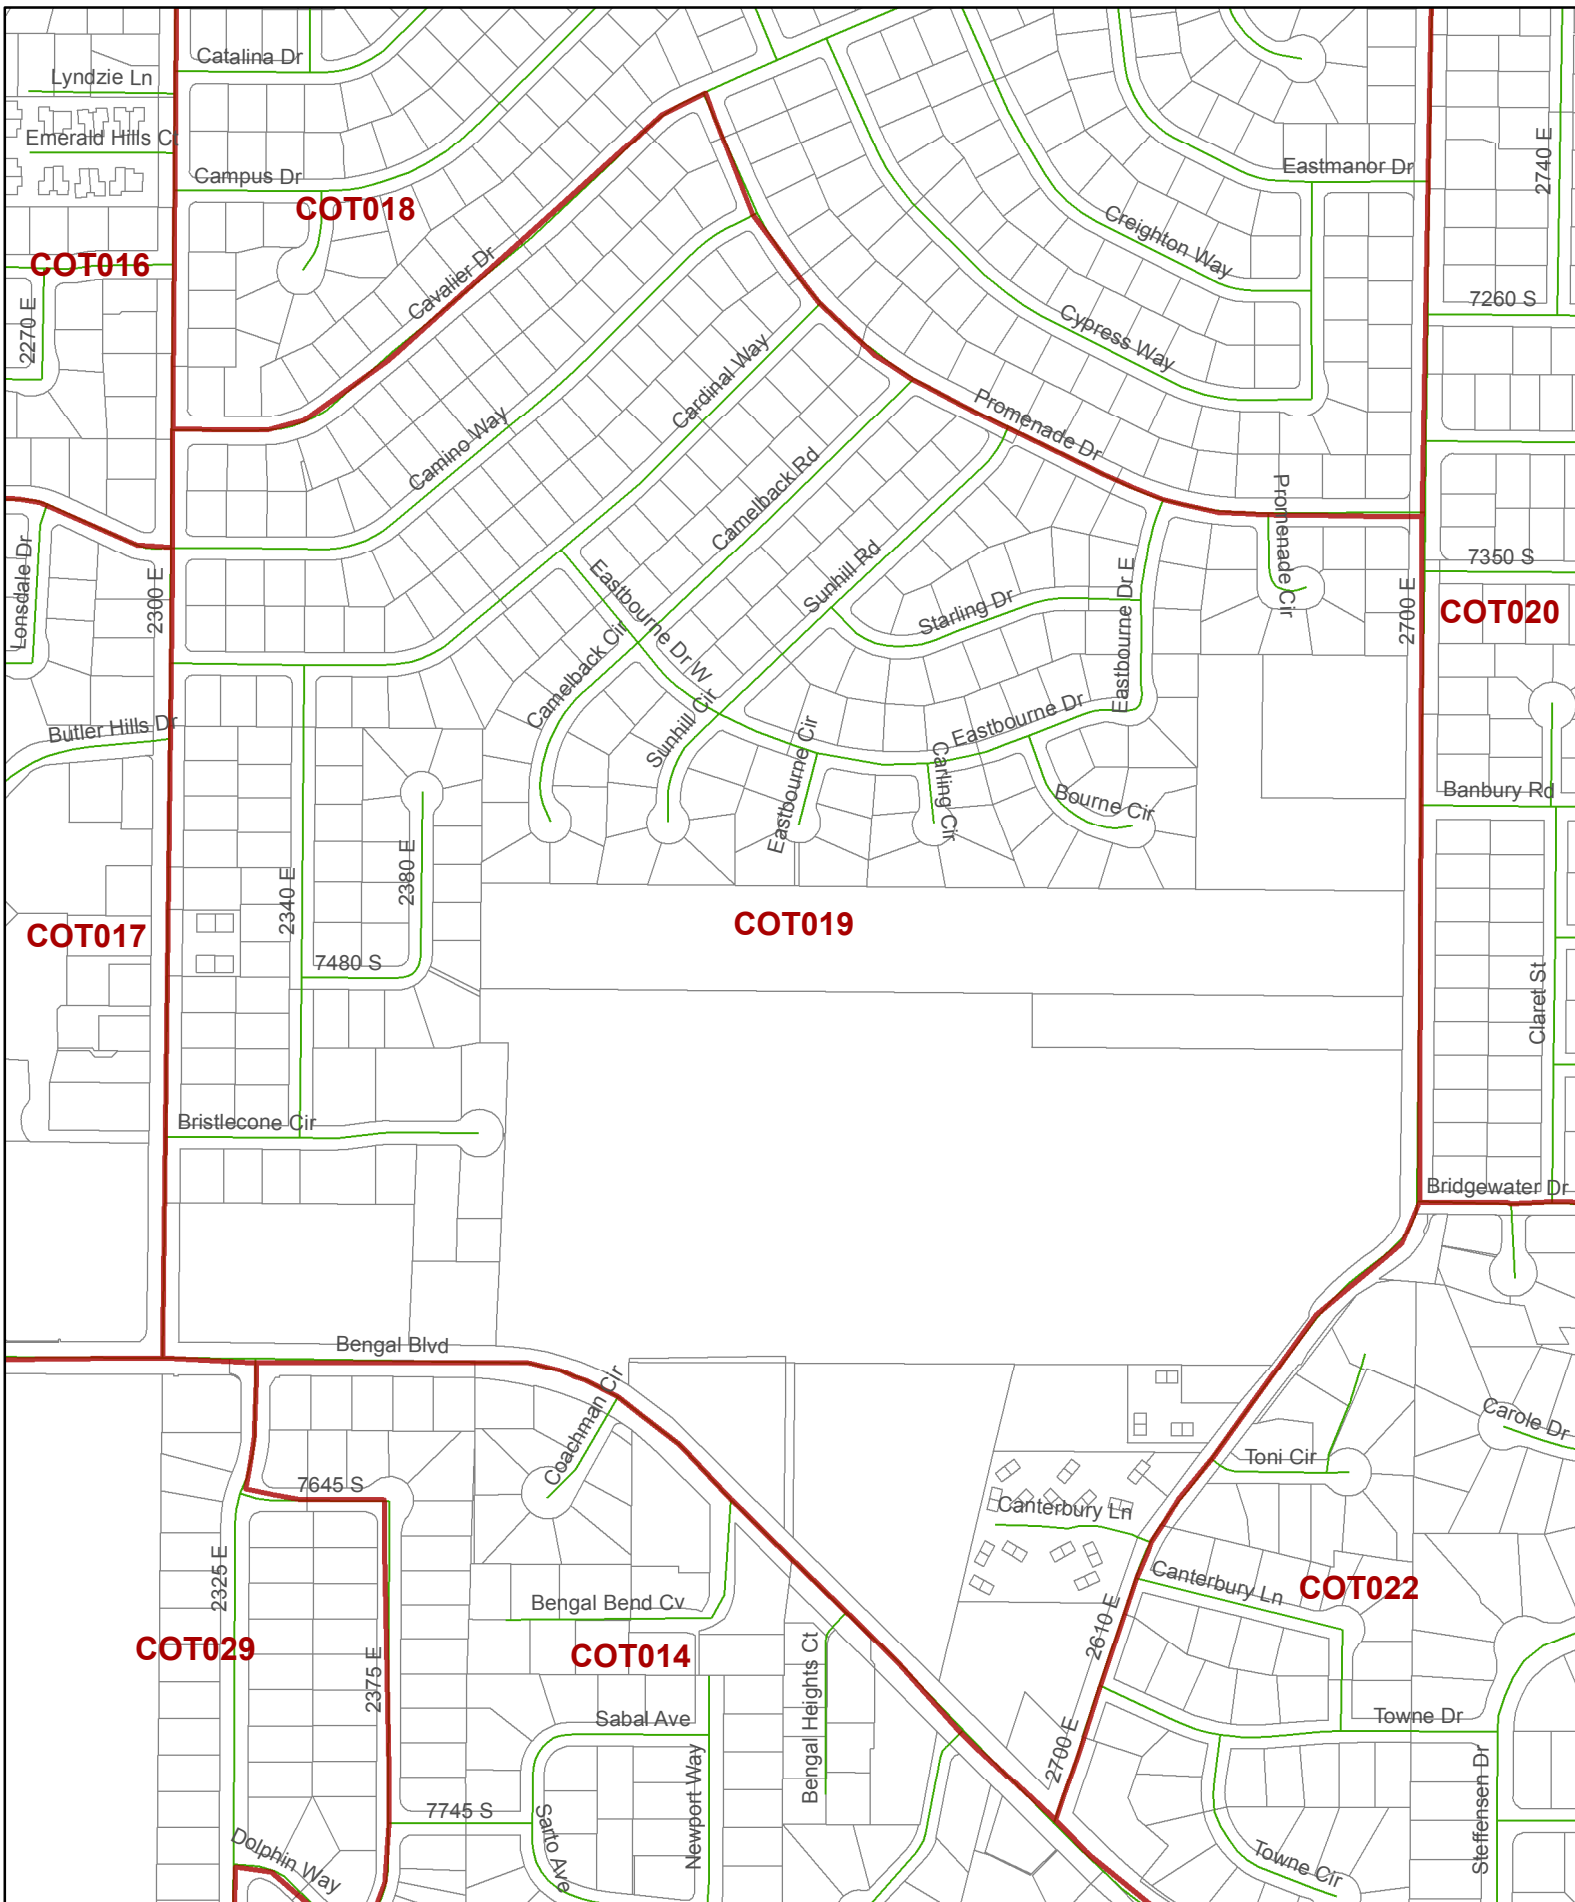 Catalina Dr
Lyndzie Ln
Emerald Hills Ct
Campus Dr
COT018
Eastmanor Dr
2740 E
COT016
Creighton Way
Cavalier Dr
2270 E
7260 S
Cypress Way
Cardinal Way
Camino Way
Promenade Dr
Camelback Rd
Promenade Cir
Lonsdale Dr
2300 E
7350 S
Eastbourne Dr W
Sunhill Rd
Starling Dr
Eastbourne Dr E
2700 E
COT020
Camelback Cir
Sunhill Cir
Butler Hills Dr
Eastbourne Cir
Eastbourne Dr
Carling Cir
Bourne Cir
Banbury Rd
2340 E
2380 E
COT017
COT019
7480 S
Claret St
Bristlecone Cir
Bridgewater Dr
Bengal Blvd
Coachman Cir
Carole Dr
Toni Cir
7645 S
Canterbury Ln
2325 E
Canterbury Ln
COT022
Bengal Bend Cv
2610 E
COT029
COT014
2375 E
Bengal Heights Ct
Sabal Ave
Towne Dr
2700 E
Newport Way
Steffensen Dr
7745 S
Sarto Ave
Dolphin Way
Towne Cir